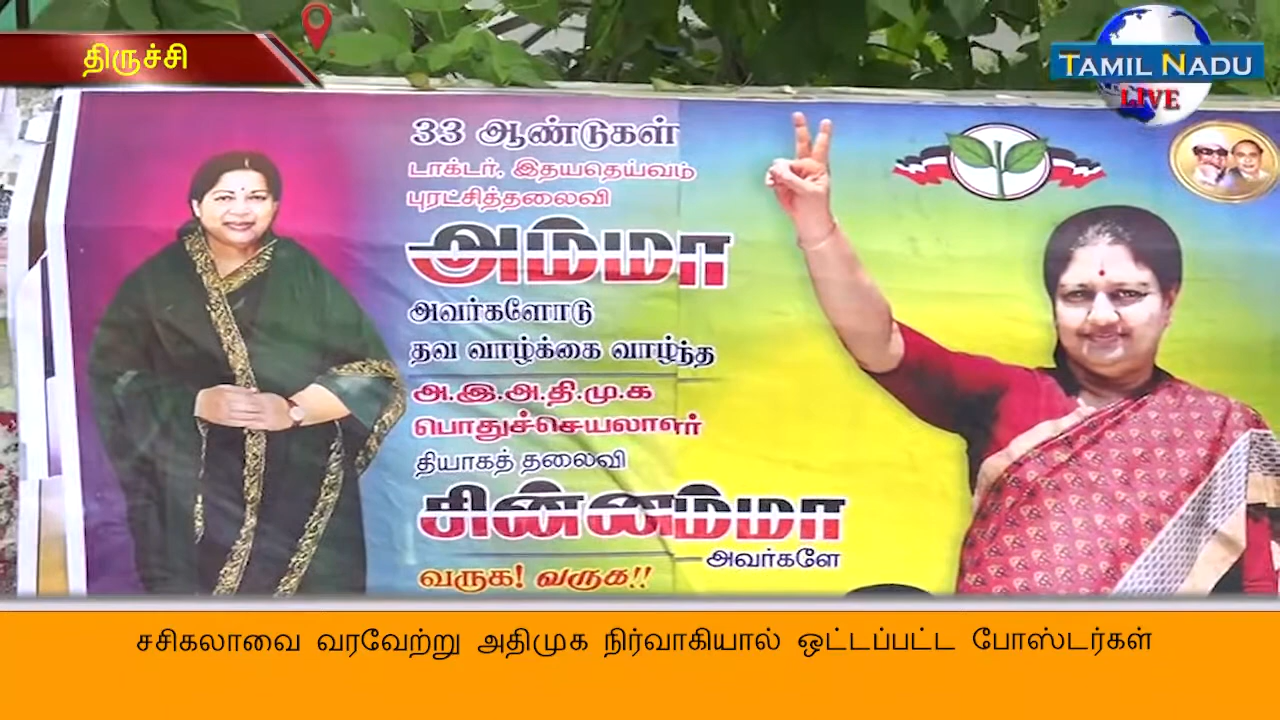 திருச்சி
TAMIL NADU
LIVE
33 ஆண்டுகள்
டாக்டர், இதயதெய்வம்
புரட்சித்தலைவி
அம்மா
அவர்களோடு
தவ வாழ்க்கை வாழ்ந்த
அ.இ.அ.தி.மு.க
பொதுச்செயலாளர்
தியாகத் தலைவி
சின்னம்மா
அவர்களே
வருக! வருக!!
சசிகலாவை வரவேற்று அதிமுக நிர்வாகியால் ஒட்டப்பட்ட போஸ்டர்கள்